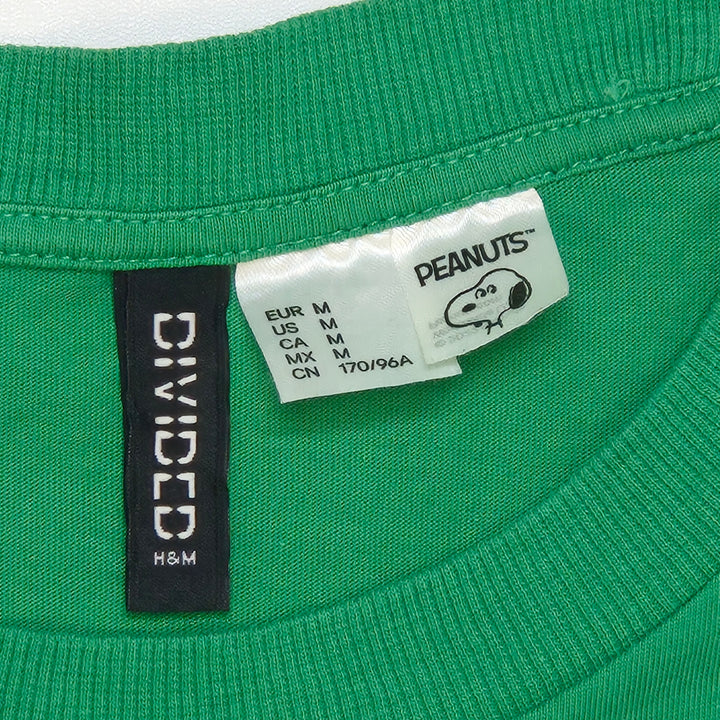 DIVIDED
H&M
EUR M
US M
CA M
MX M
CN 170/96A
PEANUTS™